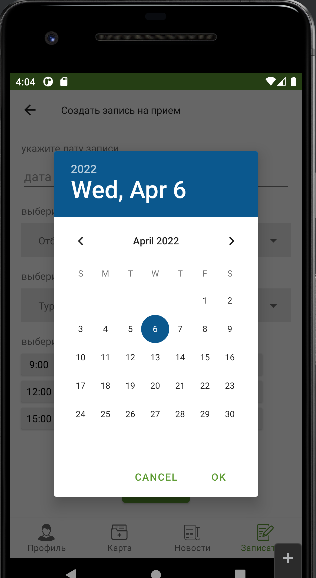 4:04
Создать запись на прием
укажите дату записи
дата
выбери
Отб
выбери
Тур
выбери
9:00
12:00
15:00
2022
Wed, Apr 6
April 2022
S M T W T F S
1 2
3 4 5 6 7 8 9
10 11 12 13 14 15 16
17 18 19 20 21 22 23
24 25 26 27 28 29 30
CANCEL OK
Профиль Карта Новости Записат
+